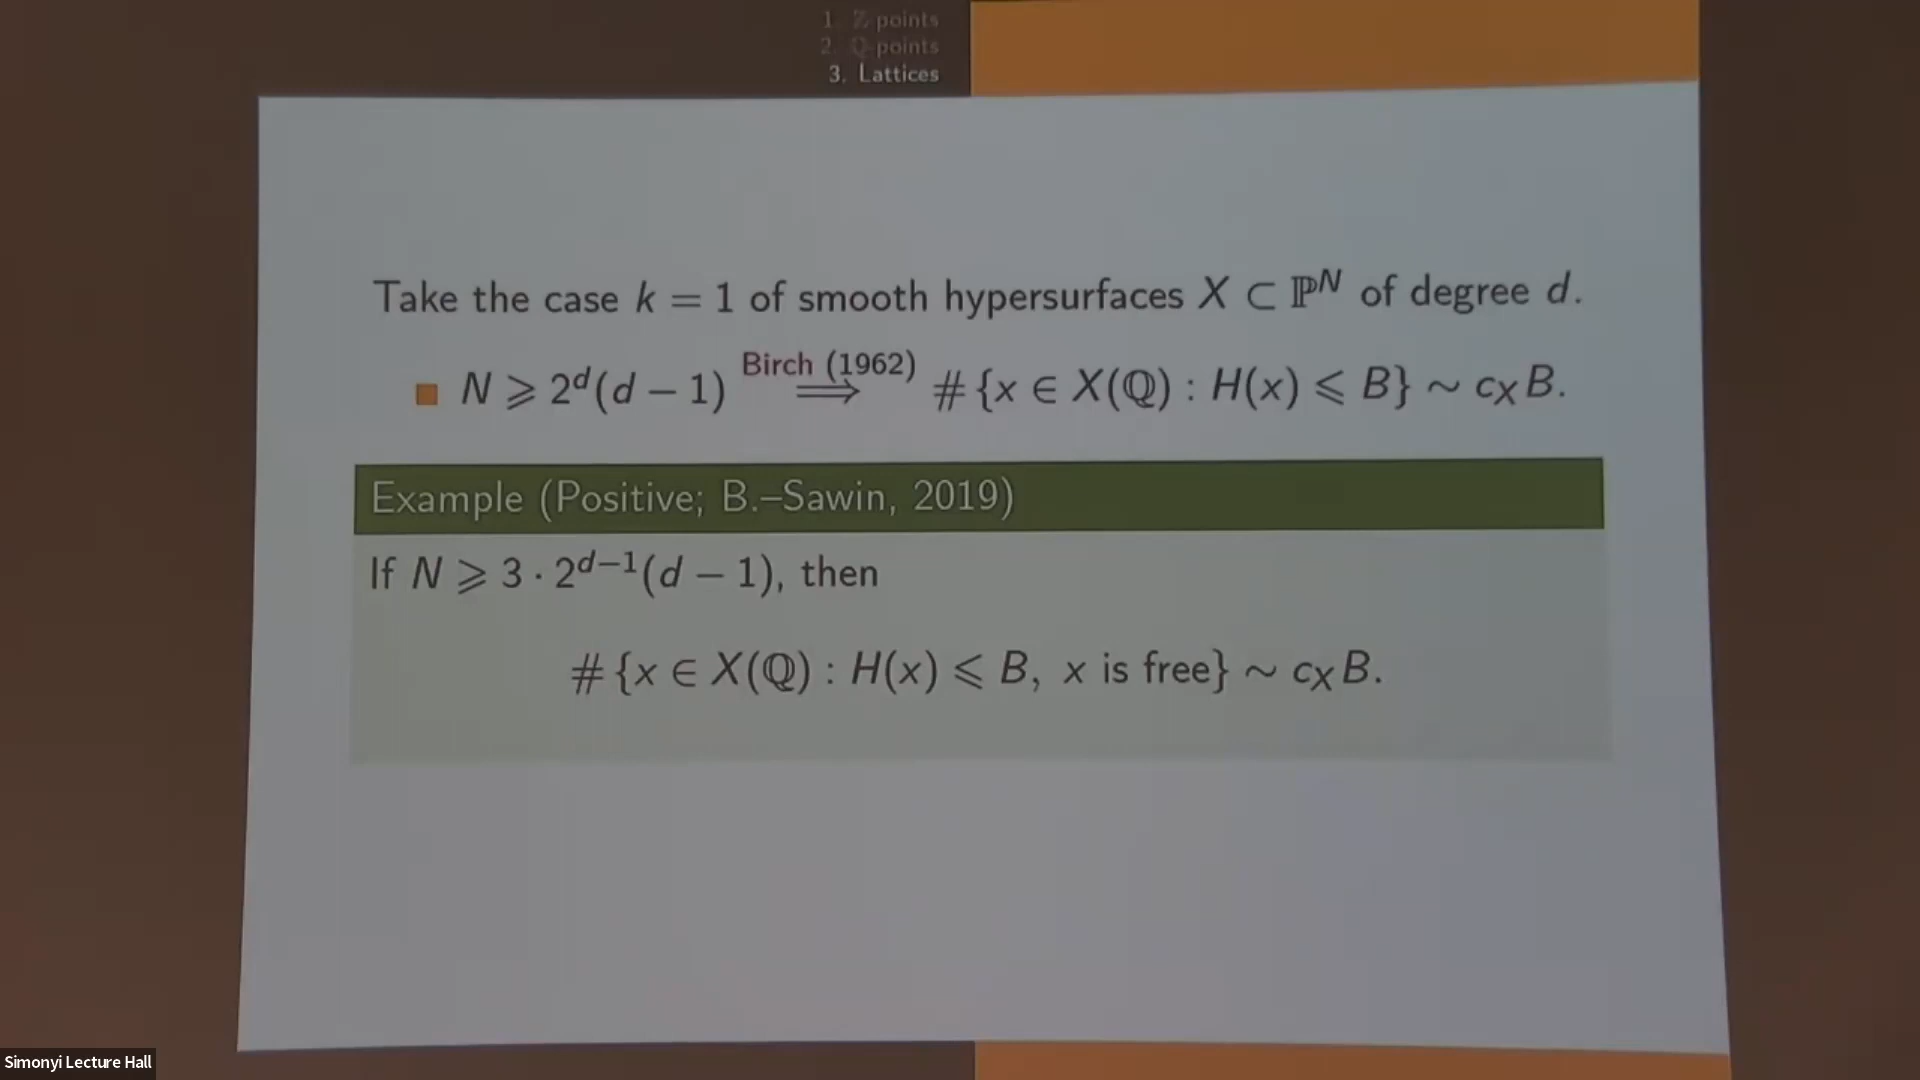 1. ℤ points
2. ℚ points
3. Lattices
Take the case k = 1 of smooth hypersurfaces X ⊂ ℙ^N of degree d.
Birch (1962)
N ⩾ 2^d(d − 1) ⟹ #{x ∈ X(ℚ) : H(x) ⩽ B} ∼ c_X B.
Example (Positive; B.–Sawin, 2019)
If N ⩾ 3 · 2^{d−1}(d − 1), then
#{x ∈ X(ℚ) : H(x) ⩽ B, x is free} ∼ c_X B.
Simonyi Lecture Hall